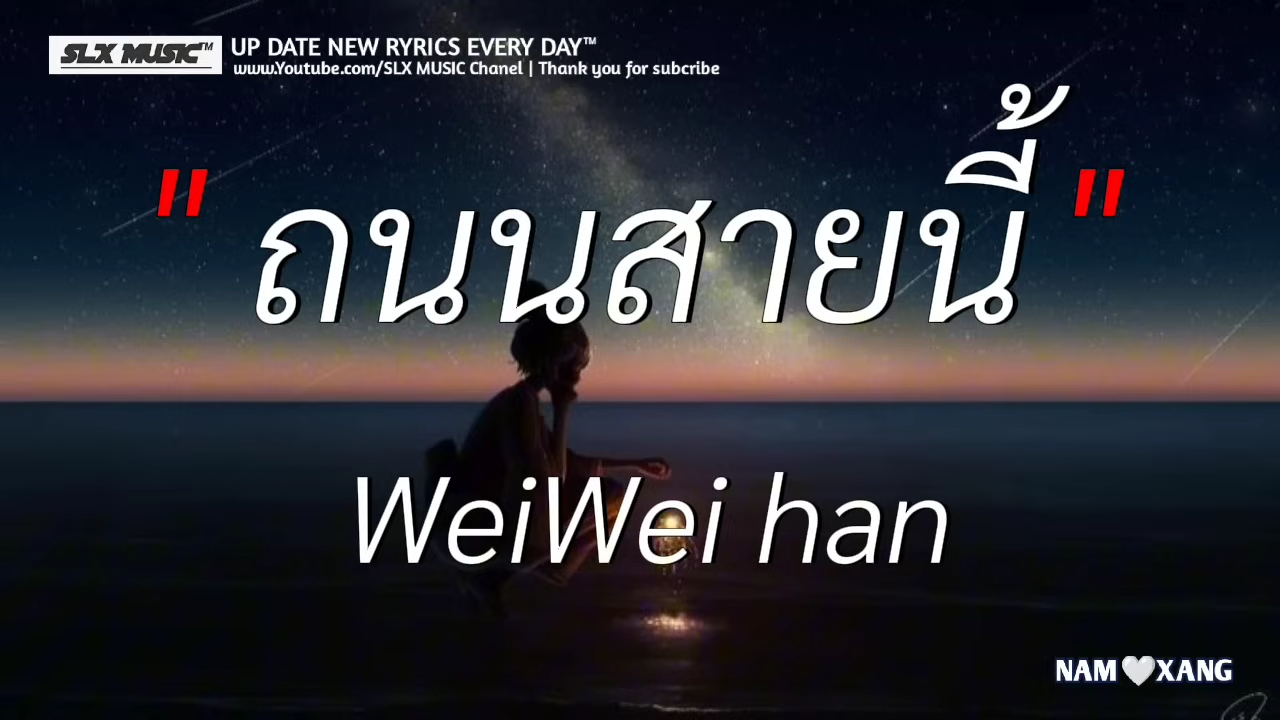 SLX MUSIC™
UP DATE NEW RYRICS EVERY DAY™
www.Youtube.com/SLX MUSIC Chanel | Thank you for subcribe
" ถนนสายนี้ "
WeiWei han
NAM🤍XANG